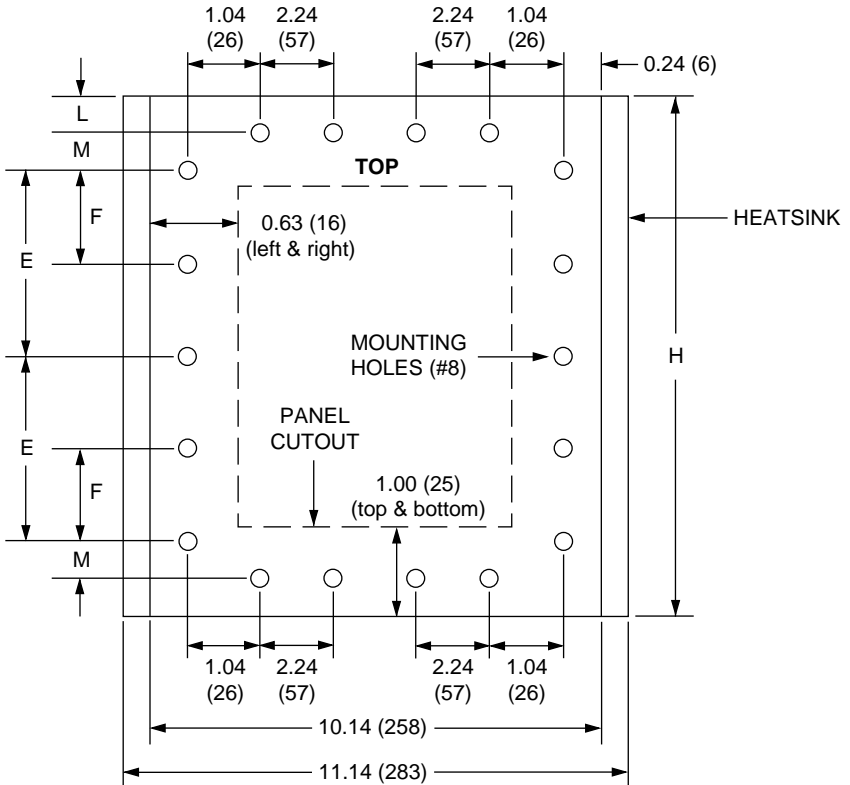 1.04
(26)
2.24
(57)
2.24
(57)
1.04
(26)
0.24 (6)
L
M
TOP
F
0.63 (16)
(left & right)
HEATSINK
E
MOUNTING
HOLES (#8)
H
PANEL
CUTOUT
E
F
1.00 (25)
(top & bottom)
M
1.04
(26)
2.24
(57)
2.24
(57)
1.04
(26)
10.14 (258)
11.14 (283)